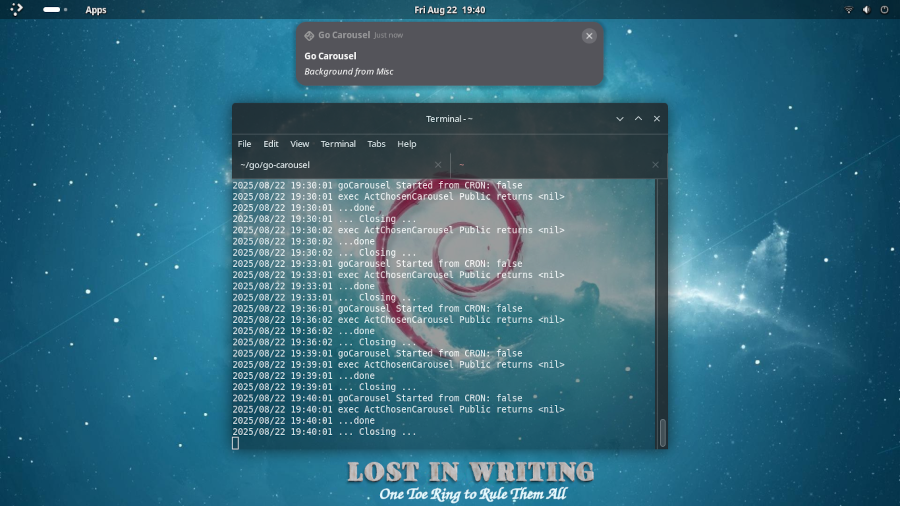 Apps
Fri Aug 22 19:40
Go Carousel Just now
Go Carousel
Background from Misc
Terminal - ~
File Edit View Terminal Tabs Help
~/go/go-carousel
~
2025/08/22 19:30:01 goCarousel Started from CRON: false
2025/08/22 19:30:01 exec ActChosenCarousel Public returns <nil>
2025/08/22 19:30:01 ...done
2025/08/22 19:30:01 ... Closing ...
2025/08/22 19:30:02 exec ActChosenCarousel Public returns <nil>
2025/08/22 19:30:02 ...done
2025/08/22 19:30:02 ... Closing ...
2025/08/22 19:33:01 goCarousel Started from CRON: false
2025/08/22 19:33:01 exec ActChosenCarousel Public returns <nil>
2025/08/22 19:33:01 ...done
2025/08/22 19:33:01 ... Closing ...
2025/08/22 19:36:01 goCarousel Started from CRON: false
2025/08/22 19:36:02 exec ActChosenCarousel Public returns <nil>
2025/08/22 19:36:02 ...done
2025/08/22 19:36:02 ... Closing ...
2025/08/22 19:39:01 goCarousel Started from CRON: false
2025/08/22 19:39:01 exec ActChosenCarousel Public returns <nil>
2025/08/22 19:39:01 ...done
2025/08/22 19:39:01 ... Closing ...
2025/08/22 19:40:01 goCarousel Started from CRON: false
2025/08/22 19:40:01 exec ActChosenCarousel Public returns <nil>
2025/08/22 19:40:01 ...done
2025/08/22 19:40:01 ... Closing ...
LOST IN WRITING
One Toe Ring to Rule Them All